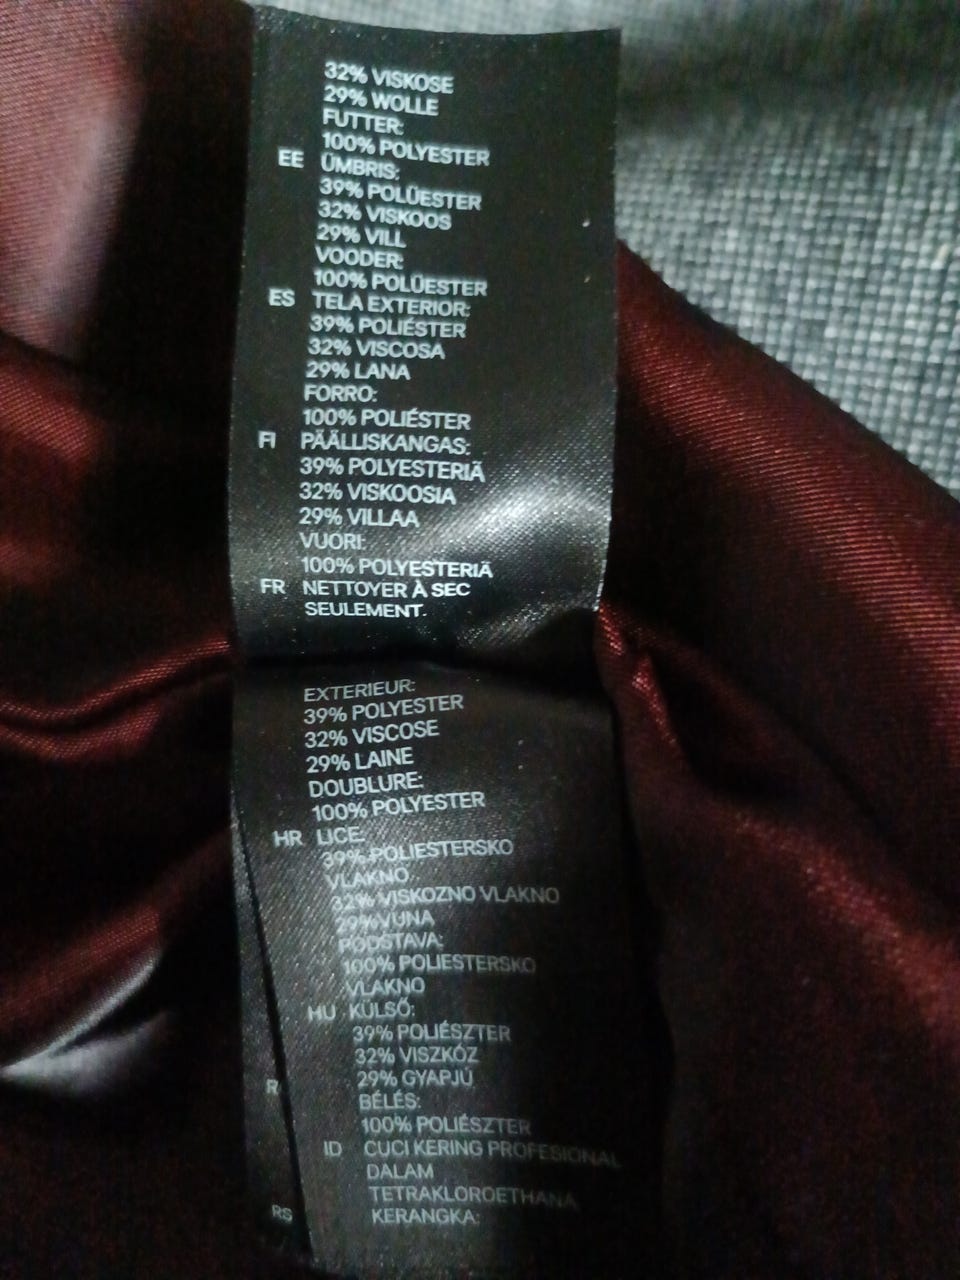 32% VISKOSE
29% WOLLE
FUTTER:
100% POLYESTER
EE ÜMBRIS:
39% POLÜESTER
32% VISKOOS
29% VILL
VOODER:
100% POLÜESTER
ES TELA EXTERIOR:
39% POLIÉSTER
32% VISCOSA
29% LANA
FORRO:
100% POLIÉSTER
FI PÄÄLLISKANGAS:
39% POLYESTERIÄ
32% VISKOOSIA
29% VILLAA
VUORI:
100% POLYESTERIÄ
FR NETTOYER À SEC
SEULEMENT.
EXTERIEUR:
39% POLYESTER
32% VISCOSE
29% LAINE
DOUBLURE:
100% POLYESTER
HR LICE:
39% POLIESTERSKO
VLAKNO
32% VISKOZNO VLAKNO
29% VUNA
PODSTAVA:
100% POLIESTERSKO
VLAKNO
HU KÜLSŐ:
39% POLIÉSZTER
32% VISZKÓZ
29% GYAPJÚ
BÉLÉS:
100% POLIÉSZTER
ID CUCI KERING PROFESIONAL
DALAM
TETRAKLOROETHANA
KERANGKA:
RS